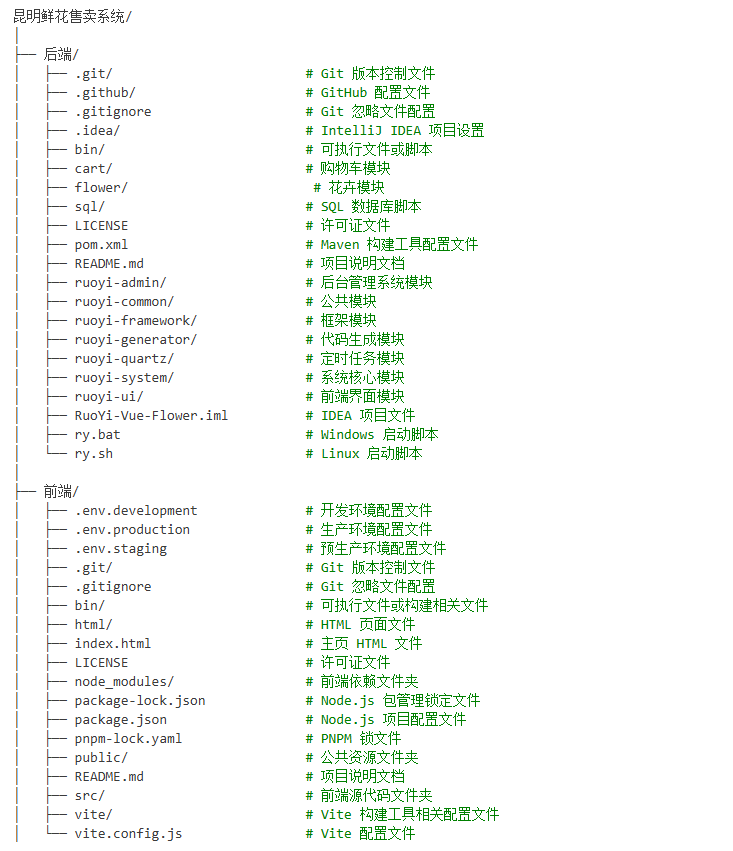 昆明鲜花售卖系统/
│
├── 后端/
│   ├── .git/                         # Git 版本控制文件
│   ├── .github/                      # GitHub 配置文件
│   ├── .gitignore                    # Git 忽略文件配置
│   ├── .idea/                        # IntelliJ IDEA 项目设置
│   ├── bin/                          # 可执行文件或脚本
│   ├── cart/                         # 购物车模块
│   ├── flower/                        # 花卉模块
│   ├── sql/                          # SQL 数据库脚本
│   ├── LICENSE                       # 许可证文件
│   ├── pom.xml                       # Maven 构建工具配置文件
│   ├── README.md                     # 项目说明文档
│   ├── ruoyi-admin/                  # 后台管理系统模块
│   ├── ruoyi-common/                 # 公共模块
│   ├── ruoyi-framework/              # 框架模块
│   ├── ruoyi-generator/              # 代码生成模块
│   ├── ruoyi-quartz/                 # 定时任务模块
│   ├── ruoyi-system/                 # 系统核心模块
│   ├── ruoyi-ui/                     # 前端界面模块
│   ├── RuoYi-Vue-Flower.iml          # IDEA 项目文件
│   ├── ry.bat                        # Windows 启动脚本
│   └── ry.sh                         # Linux 启动脚本
│
├── 前端/
│   ├── .env.development              # 开发环境配置文件
│   ├── .env.production               # 生产环境配置文件
│   ├── .env.staging                  # 预生产环境配置文件
│   ├── .git/                         # Git 版本控制文件
│   ├── .gitignore                    # Git 忽略文件配置
│   ├── bin/                          # 可执行文件或构建相关文件
│   ├── html/                         # HTML 页面文件
│   ├── index.html                    # 主页 HTML 文件
│   ├── LICENSE                       # 许可证文件
│   ├── node_modules/                 # 前端依赖文件夹
│   ├── package-lock.json             # Node.js 包管理锁定文件
│   ├── package.json                  # Node.js 项目配置文件
│   ├── pnpm-lock.yaml                # PNPM 锁文件
│   ├── public/                       # 公共资源文件夹
│   ├── README.md                     # 项目说明文档
│   ├── src/                          # 前端源代码文件夹
│   ├── vite/                         # Vite 构建工具相关配置文件
│   └── vite.config.js                # Vite 配置文件